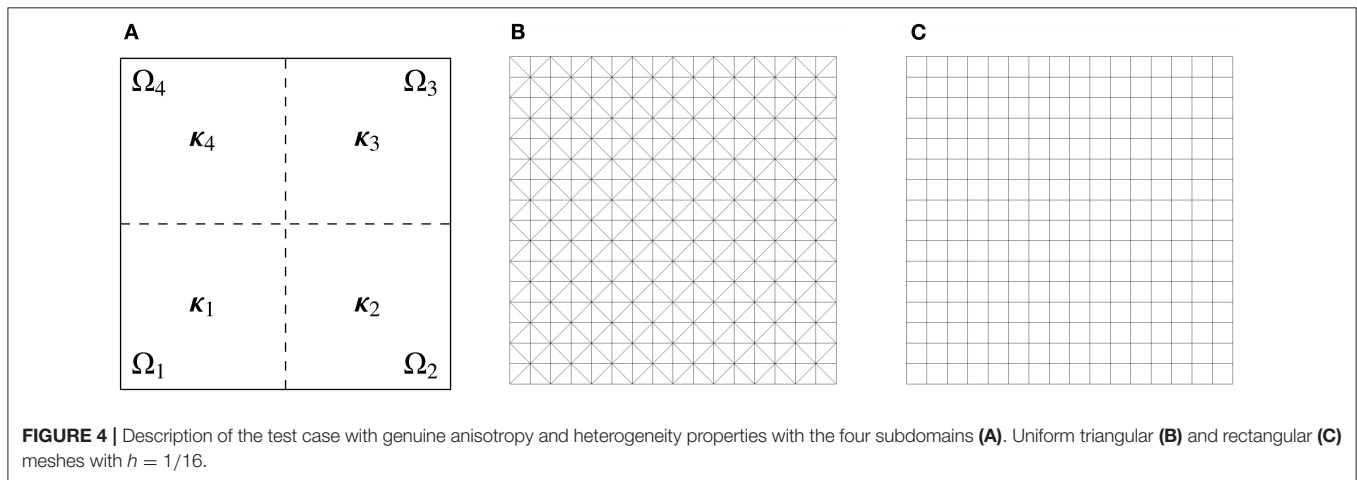 A
B
C
Ω4
Ω3
κ4
κ3
κ1
κ2
Ω1
Ω2
FIGURE 4 | Description of the test case with genuine anisotropy and heterogeneity properties with the four subdomains (A). Uniform triangular (B) and rectangular (C)
meshes with h = 1/16.